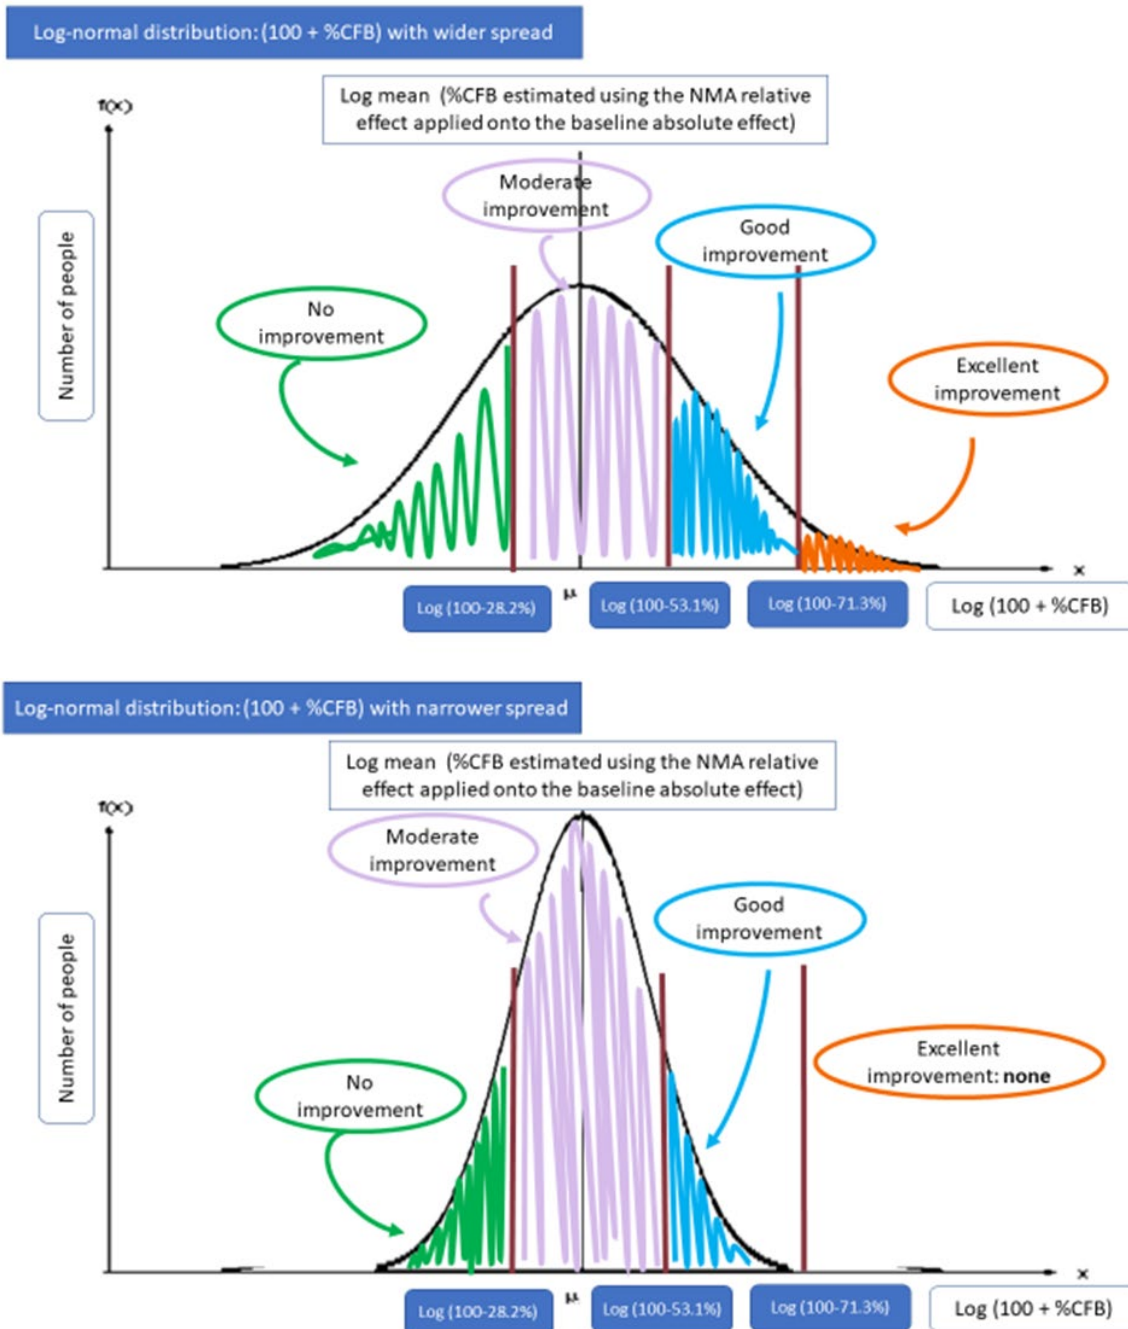 Log-normal distribution: (100 + %CFB) with wider spread
Log mean (%CFB estimated using the NMA relative
effect applied onto the baseline absolute effect)
f(x)
Moderate
improvement
Good
improvement
Number of people
No
improvement
Excellent
improvement
x
μ
Log (100-28.2%)
Log (100-53.1%)
Log (100-71.3%)
Log (100 + %CFB)
Log-normal distribution: (100 + %CFB) with narrower spread
Log mean (%CFB estimated using the NMA relative
effect applied onto the baseline absolute effect)
f(x)
Moderate
improvement
Good
improvement
Number of people
No
improvement
Excellent
improvement: none
x
μ
Log (100-28.2%)
Log (100-53.1%)
Log (100-71.3%)
Log (100 + %CFB)